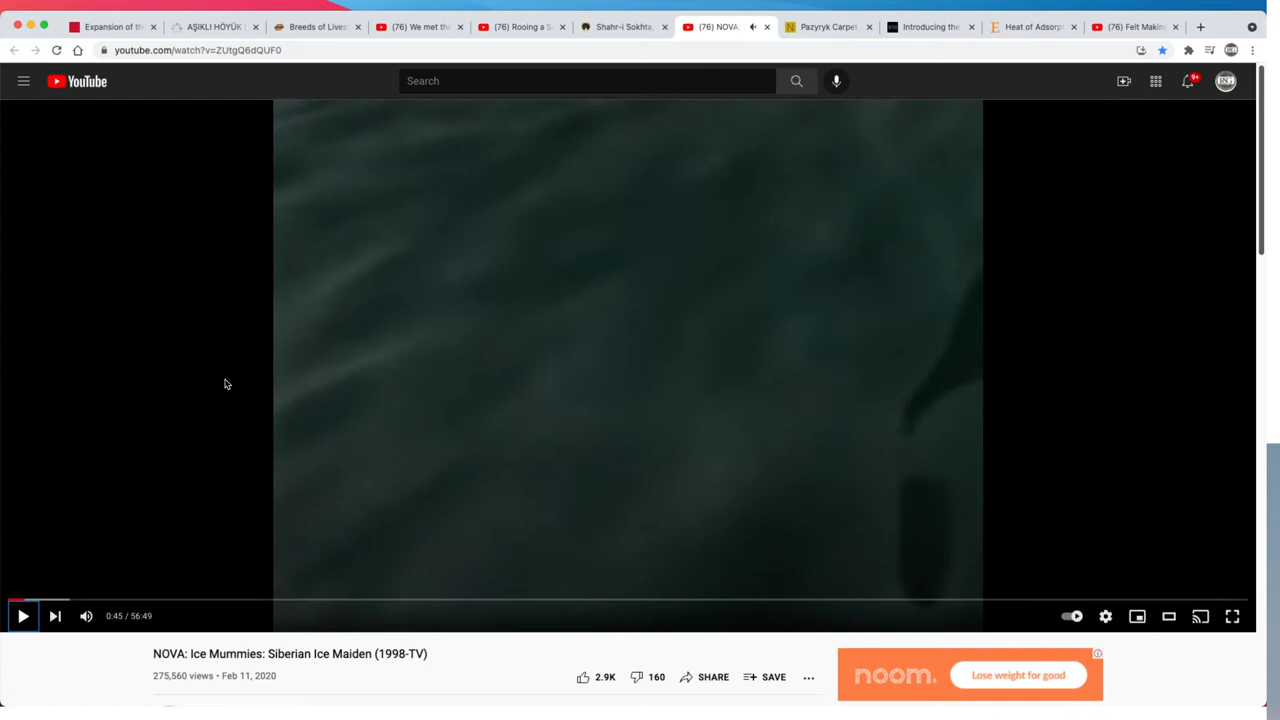 Expansion of th
AŞIKLI HÖYÜK
Breeds of Lives
(76) We met the
(76) Rooing a S
Shahr-i Sokhta,
(76) NOVA:
Pazyryk Carpet
Introducing the
Heat of Adsorp
(76) Felt Making
youtube.com/watch?v=ZUtgQ6dQUF0
YouTube
Search
9+
0:45 / 56:49
NOVA: Ice Mummies: Siberian Ice Maiden (1998-TV)
275,560 views • Feb 11, 2020
2.9K
160
SHARE
SAVE
noom.
Lose weight for good